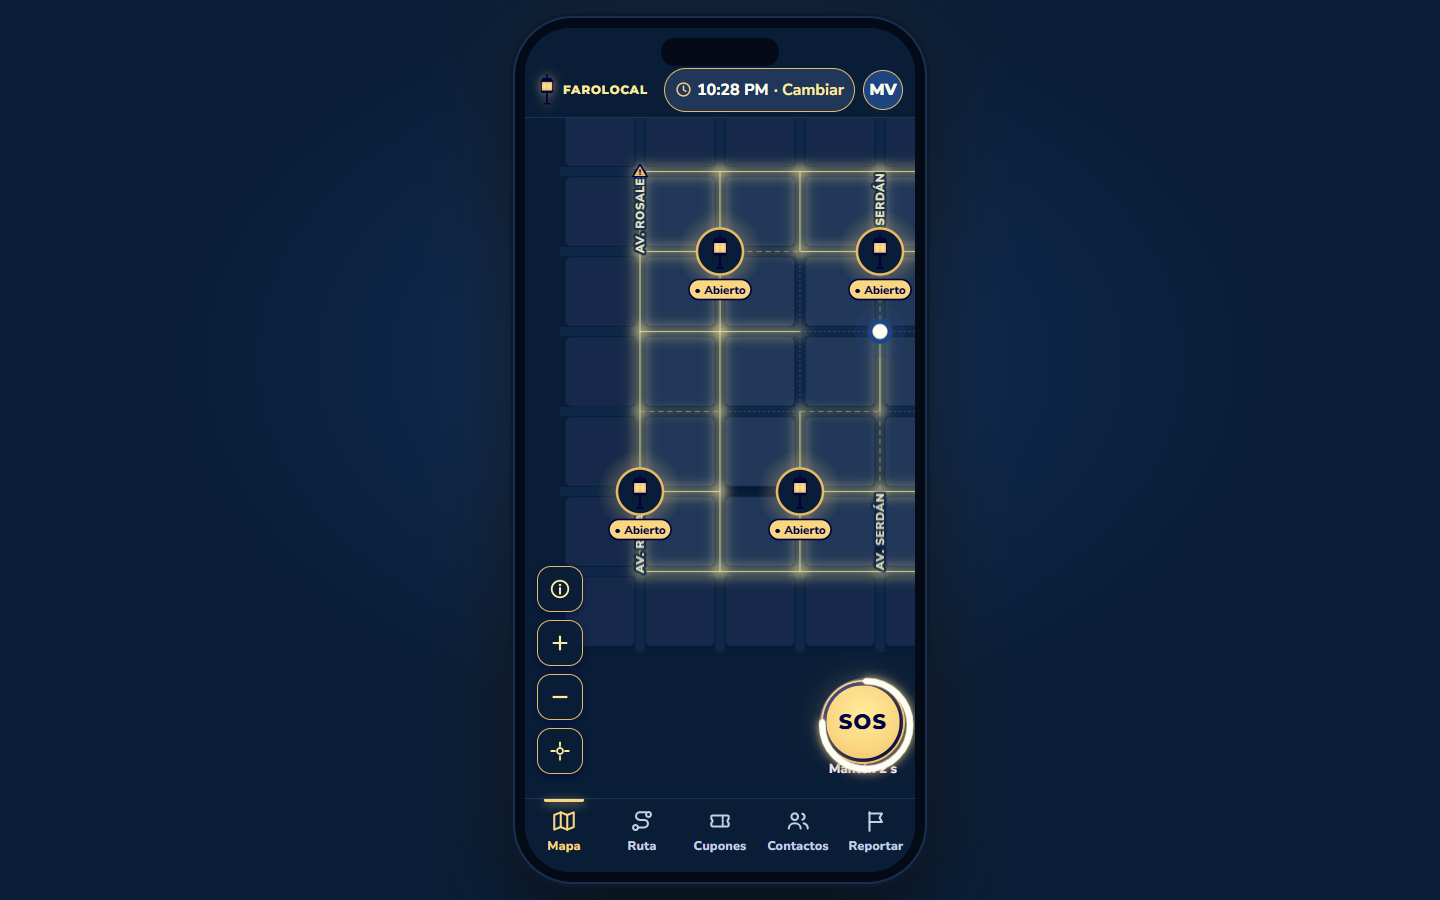 FAROLOCAL
10:28 PM · Cambiar
MV
AV. ROSALE
SERDÁN
Abierto
Abierto
Abierto
Abierto
AV. SERDÁN
AV.
SOS
s
Mapa
Ruta
Cupones
Contactos
Reportar